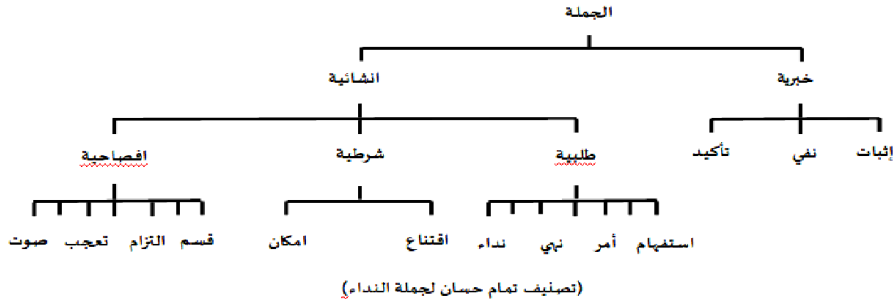 الجملة
خبرية انشائية
إثبات نفي تأكيد طلبية شرطية افصاحية
استفهام أمر نهي نداء اقتناع امكان قسم التزام تعجب صوت
(تصنيف تمام حسان لجملة النداء)